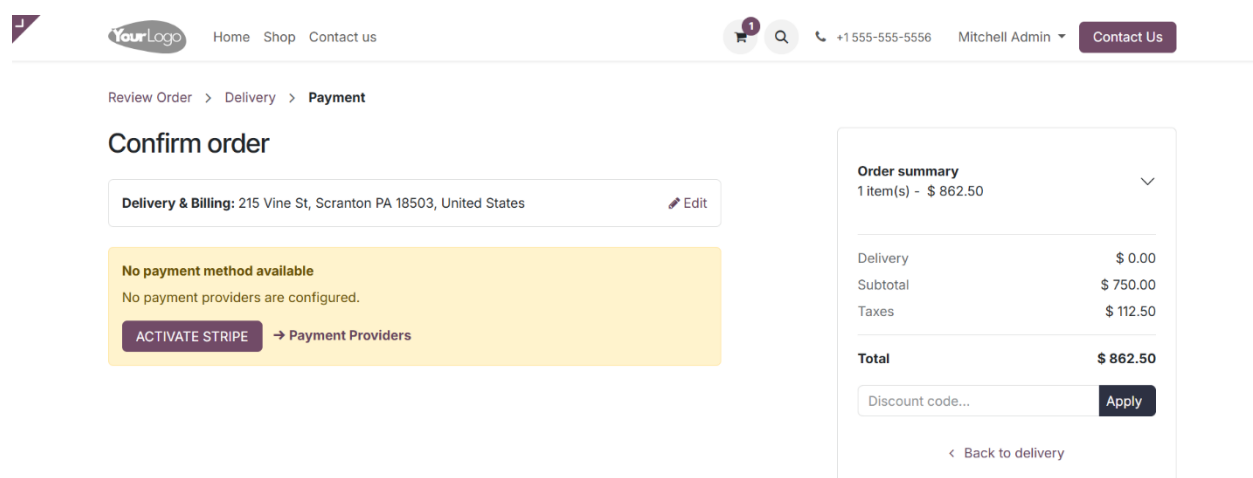 YourLogo
Home Shop Contact us
1
+1 555-555-5556
Mitchell Admin
Contact Us
Review Order > Delivery > Payment
Confirm order
Delivery & Billing: 215 Vine St, Scranton PA 18503, United States
Edit
No payment method available
No payment providers are configured.
ACTIVATE STRIPE
→ Payment Providers
Order summary
1 item(s) - $ 862.50
Delivery $ 0.00
Subtotal $ 750.00
Taxes $ 112.50
Total $ 862.50
Discount code... Apply
< Back to delivery